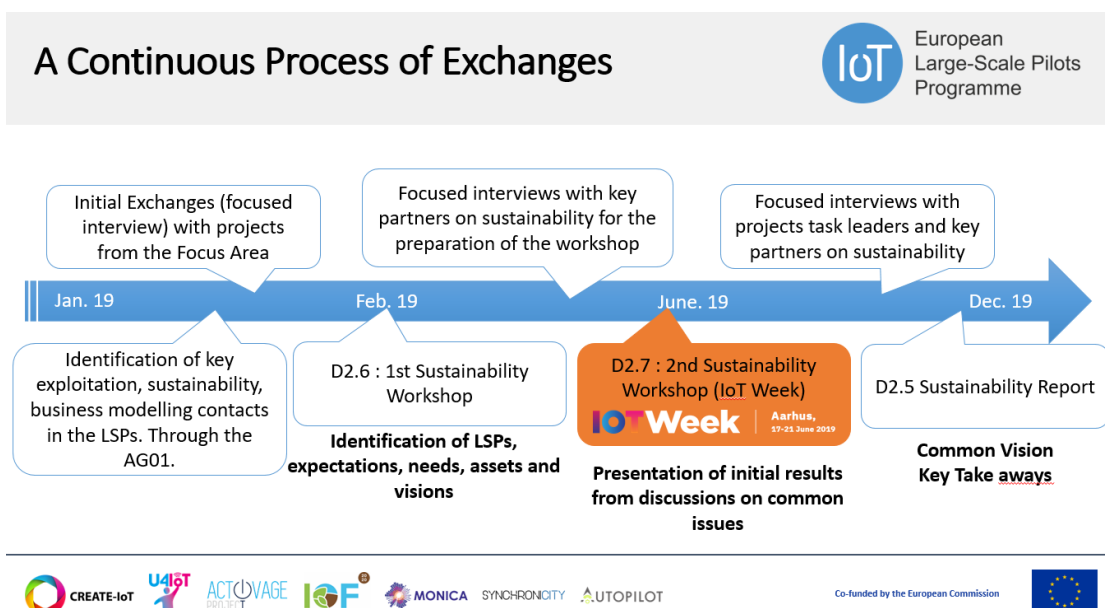 A Continuous Process of Exchanges
IoT
European
Large-Scale Pilots
Programme
Initial Exchanges (focused
interview) with projects
from the Focus Area
Focused interviews with key
partners on sustainability for the
preparation of the workshop
Focused interviews with
projects task leaders and key
partners on sustainability
Jan. 19
Feb. 19
June. 19
Dec. 19
Identification of key
exploitation, sustainability,
business modelling contacts
in the LSPs. Through the
AG01.
D2.6 : 1st Sustainability
Workshop
Identification of LSPs,
expectations, needs, assets and
visions
D2.7 : 2nd Sustainability
Workshop (IoT Week)
IOTWeek
Aarhus,
17-21 June 2019
Presentation of initial results
from discussions on common
issues
D2.5 Sustainability Report
Common Vision
Key Take aways
CREATE-IoT
U4IoT
ACTIVAGE
PROJECT
IOF
MONICA
SYNCHRONICITY
AUTOPILOT
Co-funded by the European Commission